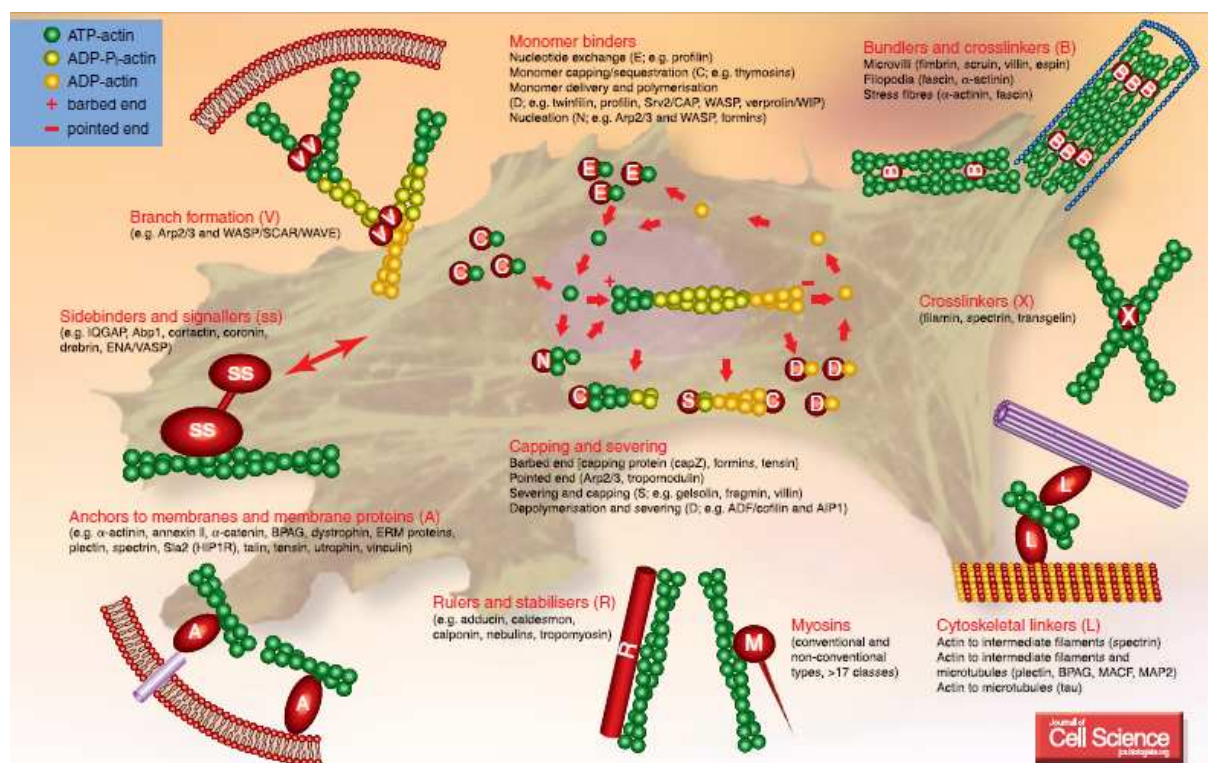 ATP-actin
ADP-Pi-actin
ADP-actin
+ barbed end
− pointed end
Monomer binders
Nucleotide exchange (E; e.g. profilin)
Monomer capping/sequestration (C; e.g. thymosins)
Monomer delivery and polymerisation
(D; e.g. twinfilin, profilin, Srv2/CAP, WASP, verprolin/WIP)
Nucleation (N; e.g. Arp2/3 and WASP, formins)
Bundlers and crosslinkers (B)
Microvilli (fimbrin, scruin, villin, espin)
Filopodia (fascin, α-actinin)
Stress fibres (α-actinin, fascin)
B B B
B B B
B B
V V
V V
Branch formation (V)
(e.g. Arp2/3 and WASP/SCAR/WAVE)
E E
E
C
C C
+ −
N
D D
C S C D
Crosslinkers (X)
(filamin, spectrin, transgelin)
X
Sidebinders and signallers (ss)
(e.g. IQGAP, Abp1, cortactin, coronin,
drebrin, ENA/VASP)
SS
SS
Capping and severing
Barbed end [capping protein (capZ), formins, tensin]
Pointed end (Arp2/3, tropomodulin)
Severing and capping (S; e.g. gelsolin, fragmin, villin)
Depolymerisation and severing (D; e.g. ADF/cofilin and AIP1)
L
L
Anchors to membranes and membrane proteins (A)
(e.g. α-actinin, annexin II, α-catenin, BPAG, dystrophin, ERM proteins,
plectin, spectrin, Sla2 (HIP1R), talin, tensin, utrophin, vinculin)
A
A
Rulers and stabilisers (R)
(e.g. adducin, caldesmon,
calponin, nebulins, tropomyosin)
R
M
Myosins
(conventional and
non-conventional
types, >17 classes)
Cytoskeletal linkers (L)
Actin to intermediate filaments (spectrin)
Actin to intermediate filaments and
microtubules (plectin, BPAG, MACF, MAP2)
Actin to microtubules (tau)
Journal of
Cell Science
jcs.biologists.org